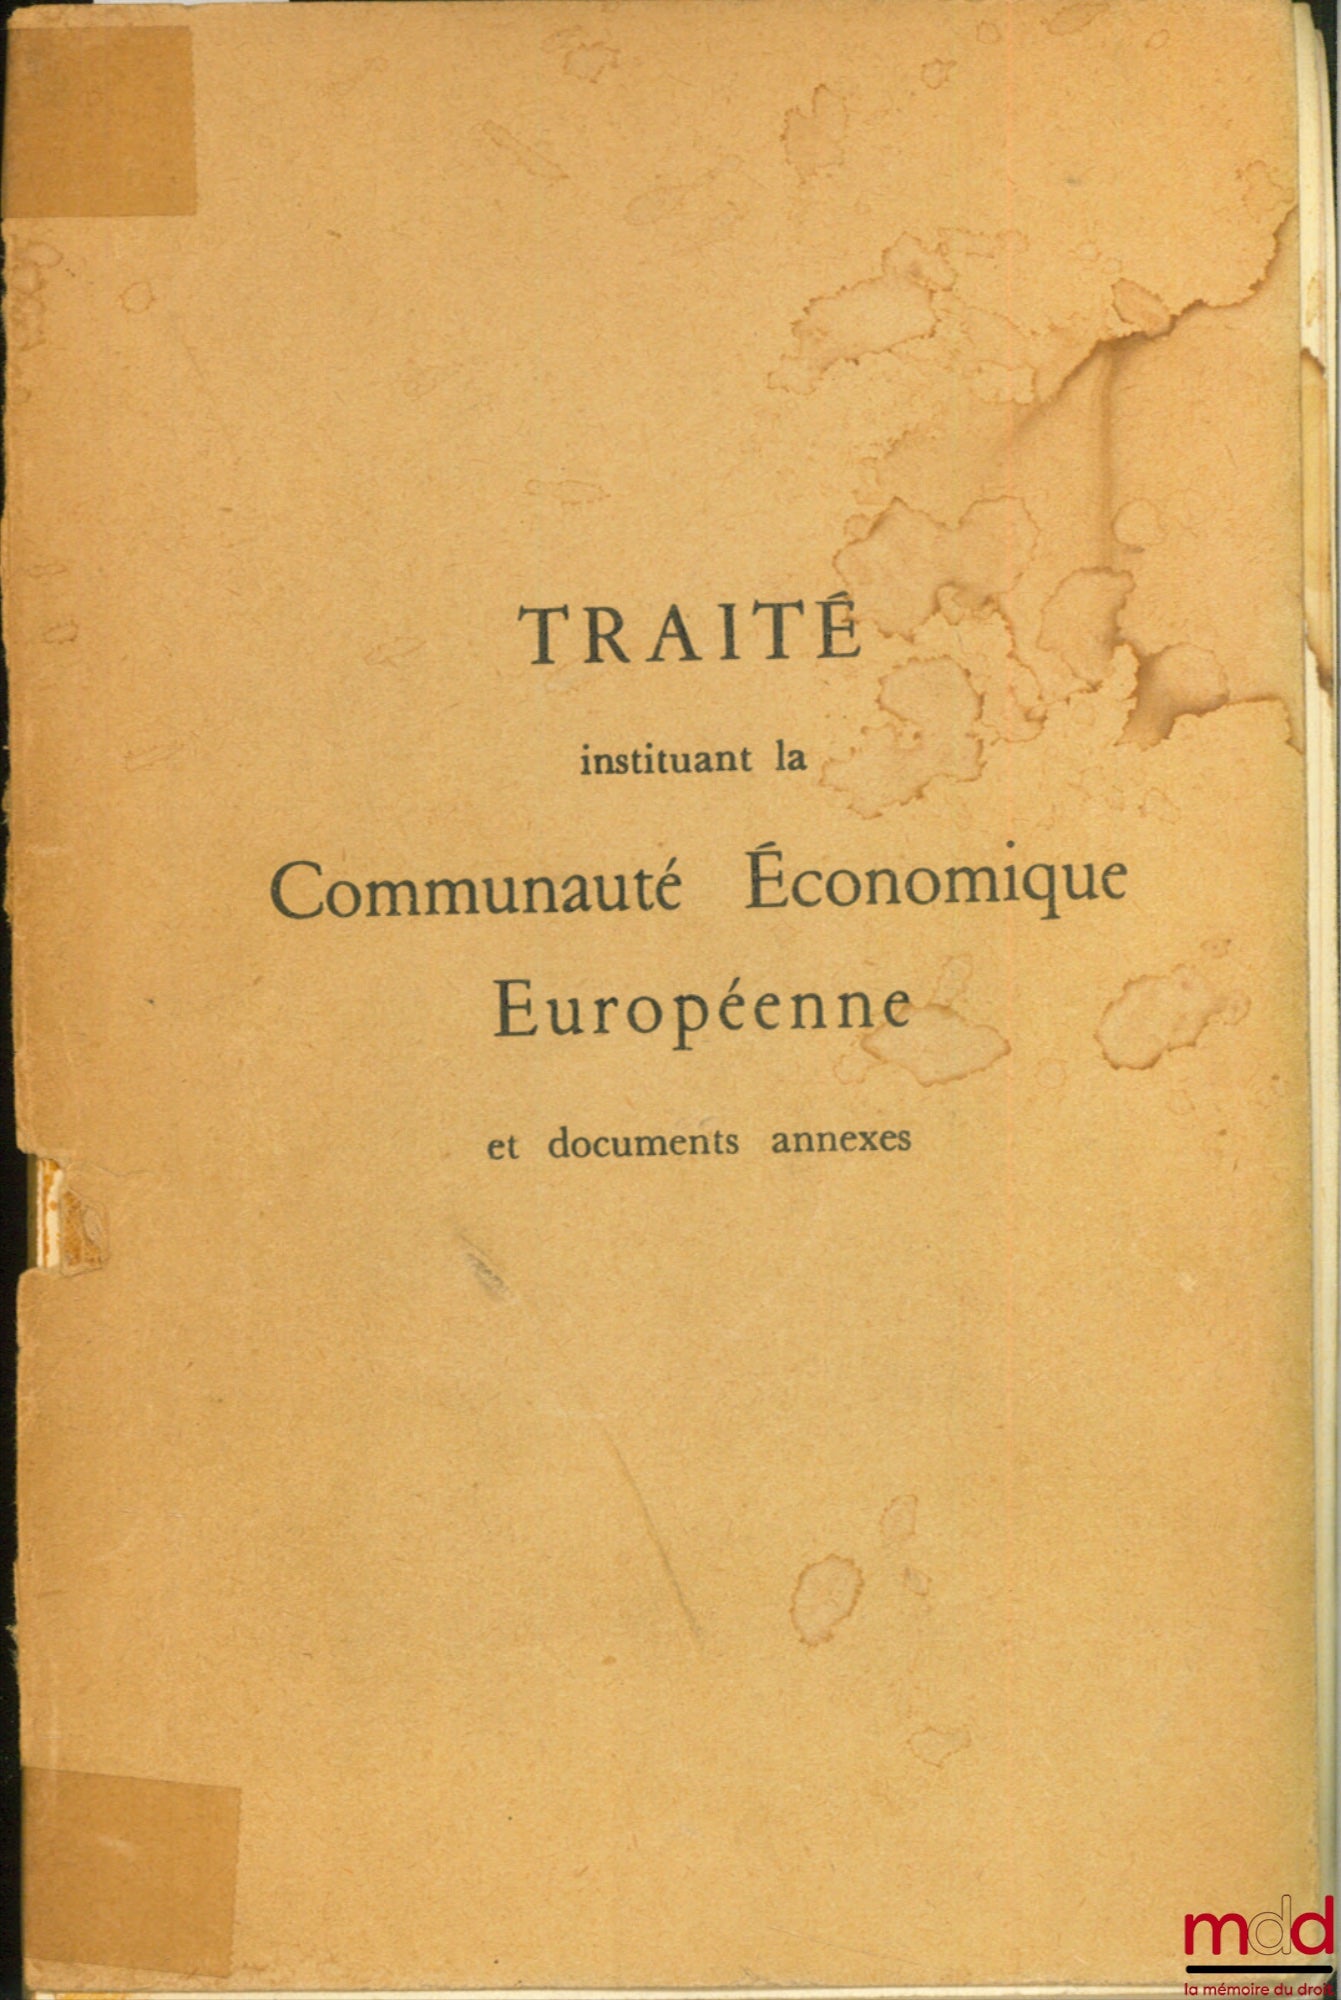 TRAITÉ
instituant la
Communauté Économique
Européenne
et documents annexes
mdd
la mémoire du droit